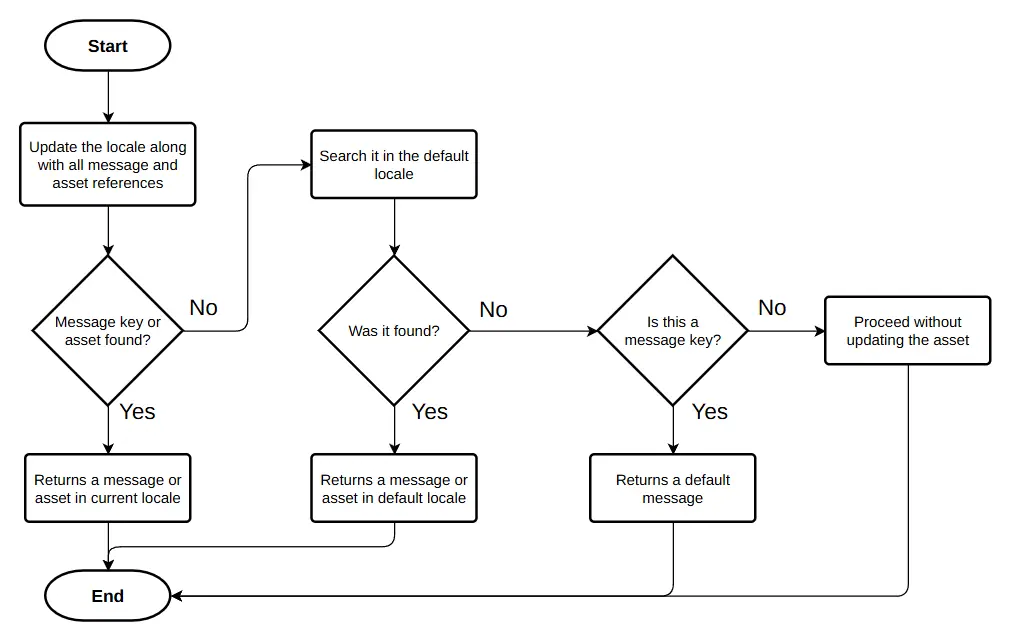 Start
Update the locale along
with all message and
asset references
Search it in the default
locale
Message key or
asset found?
No
Was it found?
No
Is this a
message key?
No
Proceed without
updating the asset
Yes
Yes
Yes
Returns a message or
asset in current locale
Returns a message or
asset in default locale
Returns a default
message
End